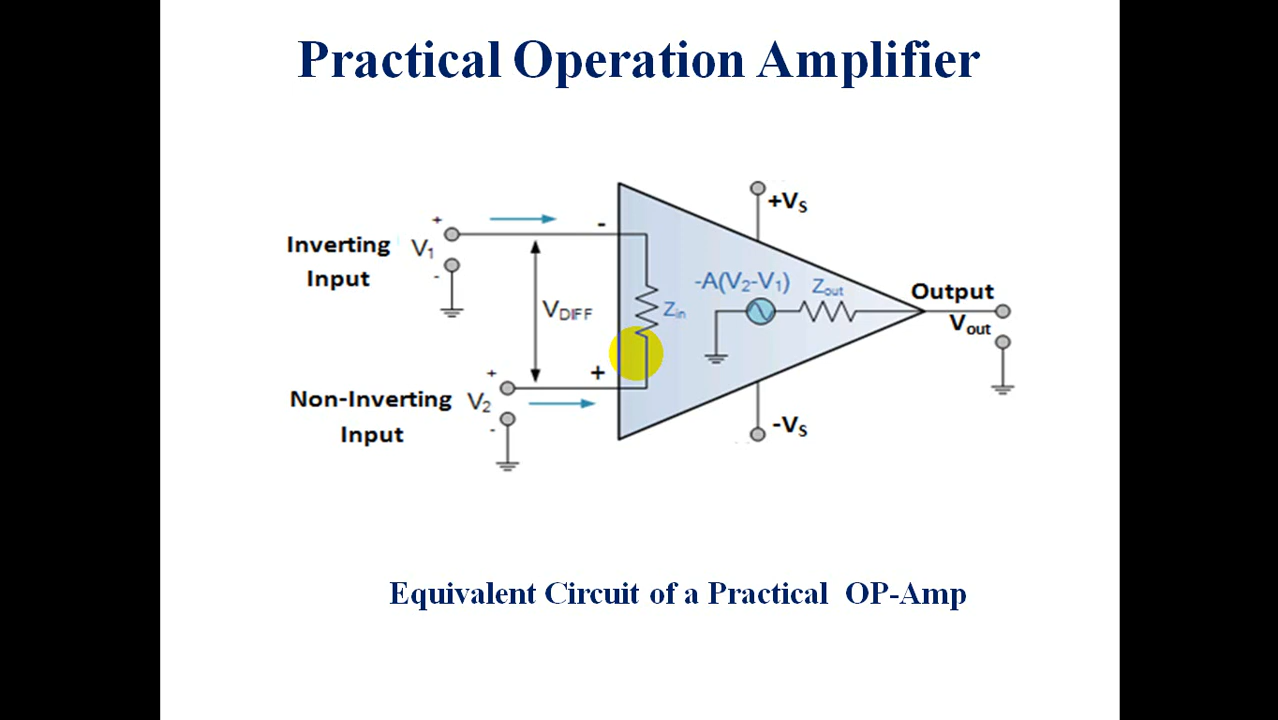 Practical Operation Amplifier
+VS
-
+
Inverting
Input
V1
-
-A(V2-V1)
Zout
Output
VDIFF
Zin
Vout
+
+
Non-Inverting
Input
V2
-
-VS
Equivalent Circuit of a Practical OP-Amp